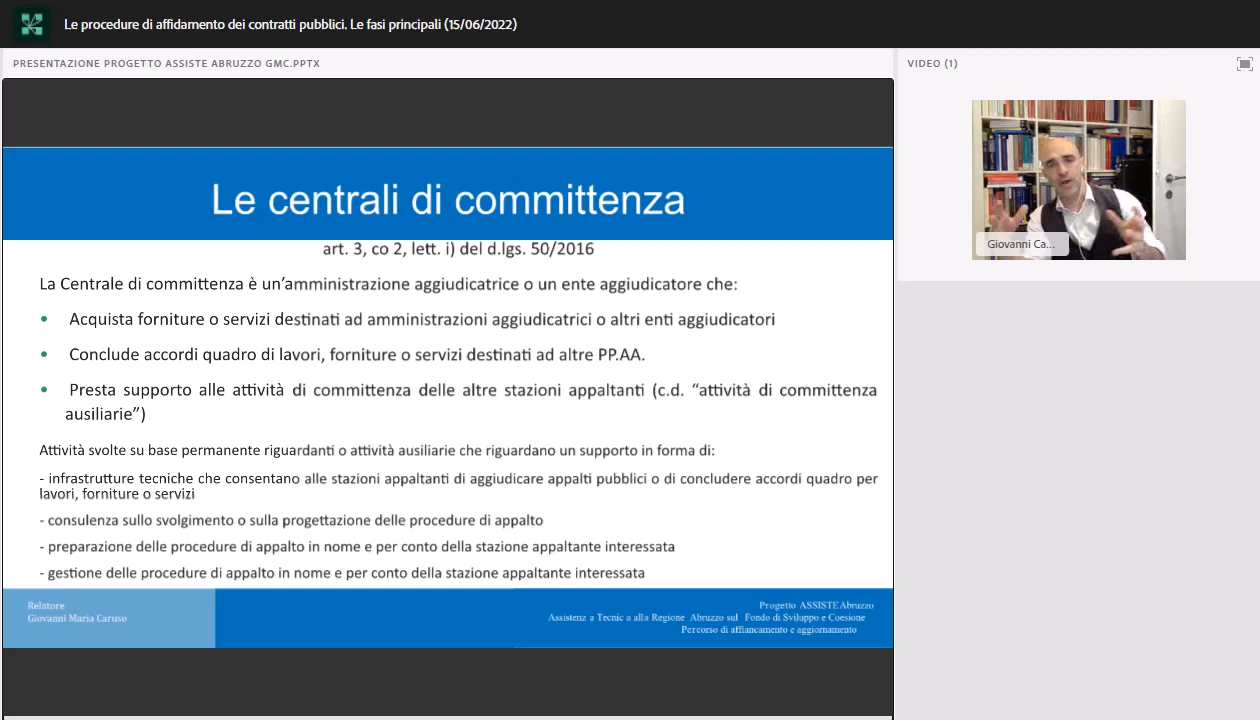 Le procedure di affidamento dei contratti pubblici. Le fasi principali (15/06/2022)
PRESENTAZIONE PROGETTO ASSISTE ABRUZZO GMC.PPTX
VIDEO (1)
Giovanni Ca...
Le centrali di committenza
art. 3, co 2, lett. i) del d.lgs. 50/2016
La Centrale di committenza è un'amministrazione aggiudicatrice o un ente aggiudicatore che:
• Acquista forniture o servizi destinati ad amministrazioni aggiudicatrici o altri enti aggiudicatori
• Conclude accordi quadro di lavori, forniture o servizi destinati ad altre PP.AA.
• Presta supporto alle attività di committenza delle altre stazioni appaltanti (c.d. "attività di committenza
ausiliarie")
Attività svolte su base permanente riguardanti o attività ausiliarie che riguardano un supporto in forma di:
- infrastrutture tecniche che consentano alle stazioni appaltanti di aggiudicare appalti pubblici o di concludere accordi quadro per
lavori, forniture o servizi
- consulenza sullo svolgimento o sulla progettazione delle procedure di appalto
- preparazione delle procedure di appalto in nome e per conto della stazione appaltante interessata
- gestione delle procedure di appalto in nome e per conto della stazione appaltante interessata
Relatore
Giovanni Maria Caruso
Progetto ASSISTE Abruzzo
Assistenz a Tecnic a alla Regione Abruzzo sul Fondo di Sviluppo e Coesione
Percorso di affiancamento e aggiornamento